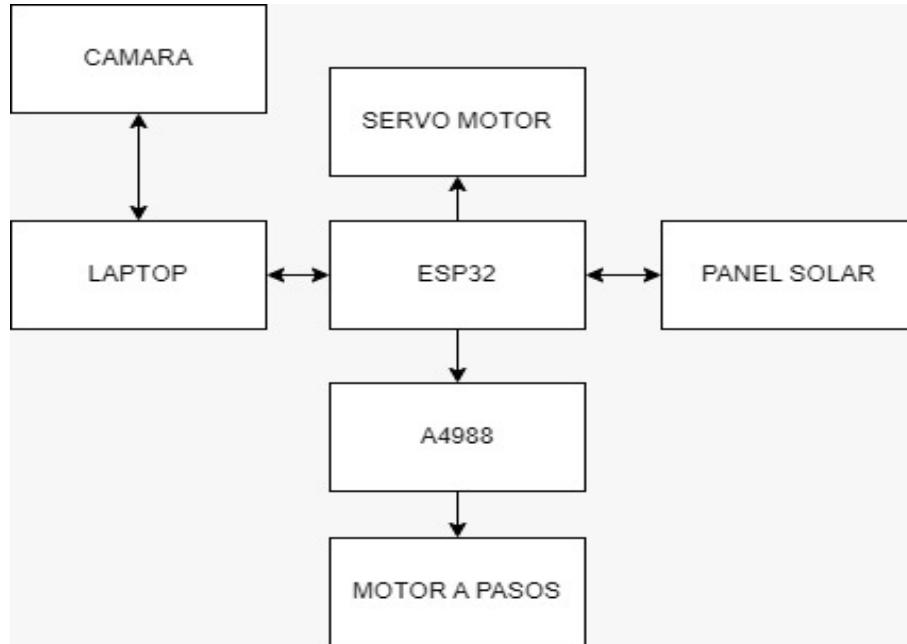 CAMARA
SERVO MOTOR
LAPTOP
ESP32
PANEL SOLAR
A4988
MOTOR A PASOS